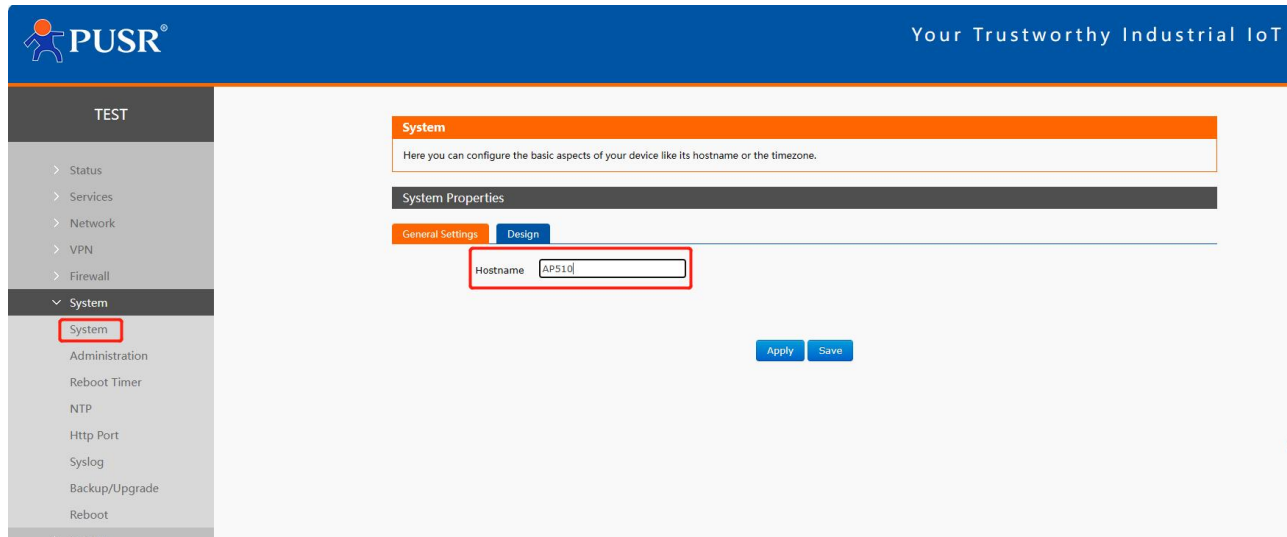 PUSR®
Your Trustworthy Industrial IoT
TEST
Status
Services
Network
VPN
Firewall
System
System
Administration
Reboot Timer
NTP
Http Port
Syslog
Backup/Upgrade
Reboot
System
Here you can configure the basic aspects of your device like its hostname or the timezone.
System Properties
General Settings Design
Hostname AP510
Apply Save